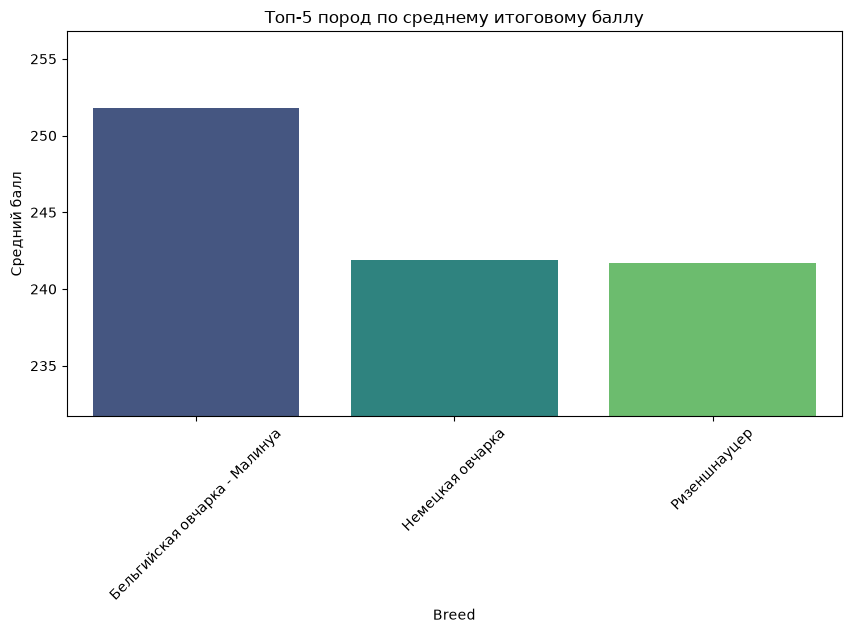 Топ-5 пород по среднему итоговому баллу
Средний балл
255
250
245
240
235
Бельгийская овчарка - Малинуа
Немецкая овчарка
Ризеншнауцер
Breed